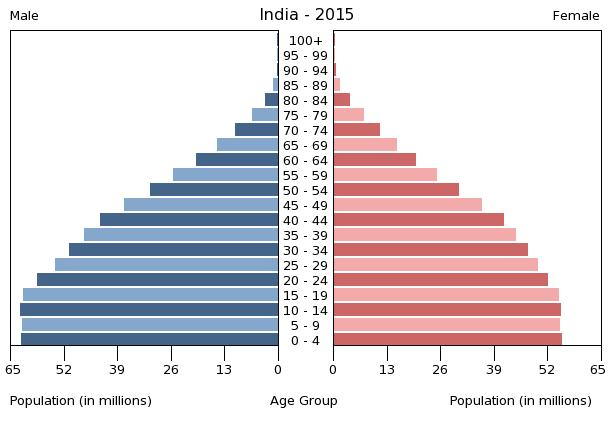 Male India - 2015 Female
100+
95 - 99
90 - 94
85 - 89
80 - 84
75 - 79
70 - 74
65 - 69
60 - 64
55 - 59
50 - 54
45 - 49
40 - 44
35 - 39
30 - 34
25 - 29
20 - 24
15 - 19
10 - 14
5 - 9
0 - 4
65 52 39 26 13 0 0 13 26 39 52 65
Population (in millions) Age Group Population (in millions)